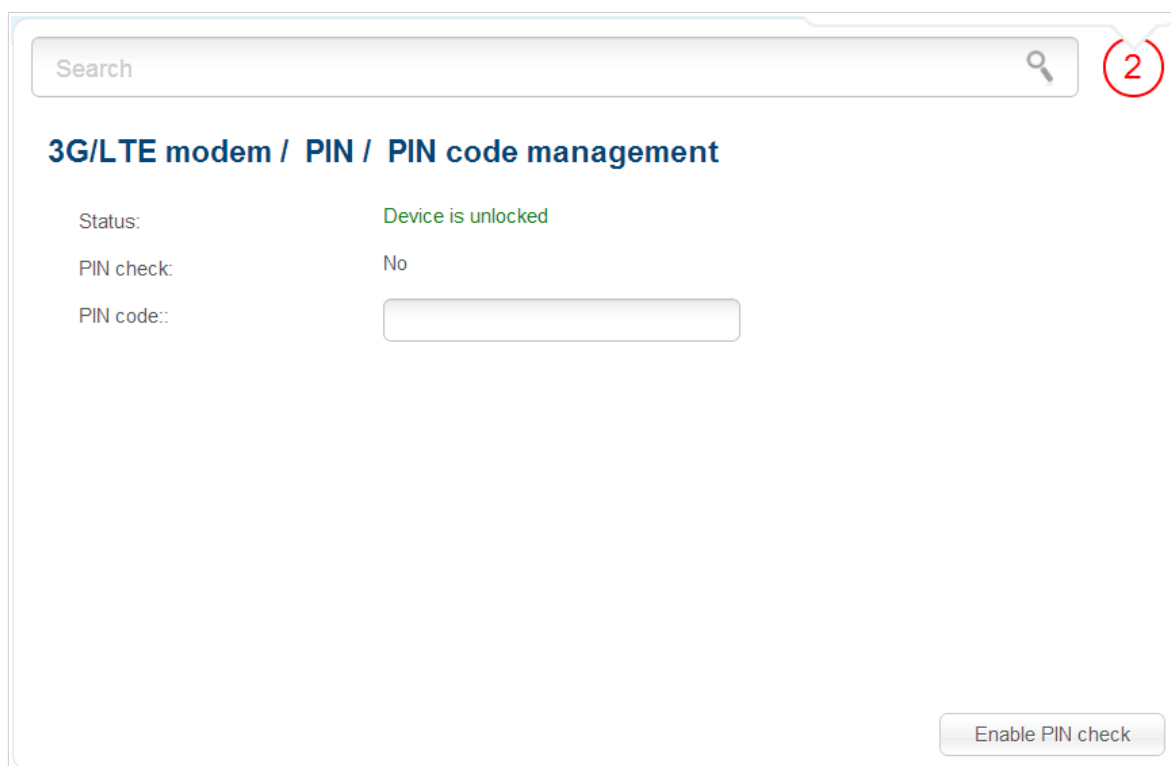 Search
2
3G/LTE modem / PIN / PIN code management
Status: Device is unlocked
PIN check: No
PIN code::
Enable PIN check